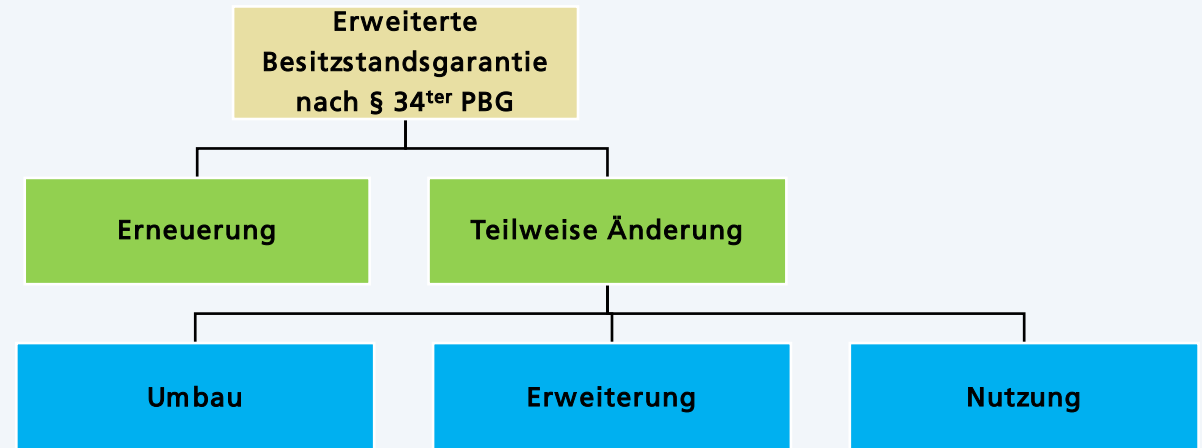 Erweiterte
Besitzstandsgarantie
nach § 34ter PBG
Erneuerung
Teilweise Änderung
Umbau
Erweiterung
Nutzung